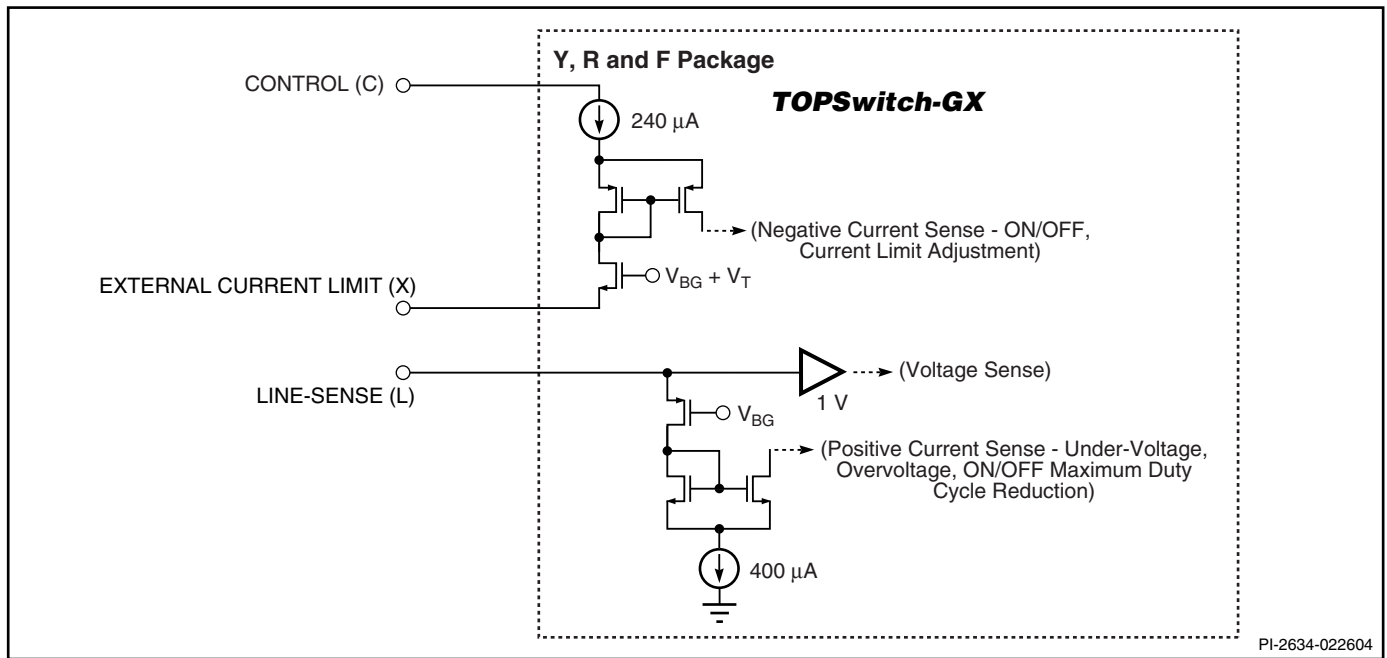 Y, R and F Package
TOPSwitch-GX
CONTROL (C)
240 μA
(Negative Current Sense - ON/OFF,
Current Limit Adjustment)
V_BG + V_T
EXTERNAL CURRENT LIMIT (X)
LINE-SENSE (L)
(Voltage Sense)
1 V
V_BG
(Positive Current Sense - Under-Voltage,
Overvoltage, ON/OFF Maximum Duty
Cycle Reduction)
400 μA
PI-2634-022604